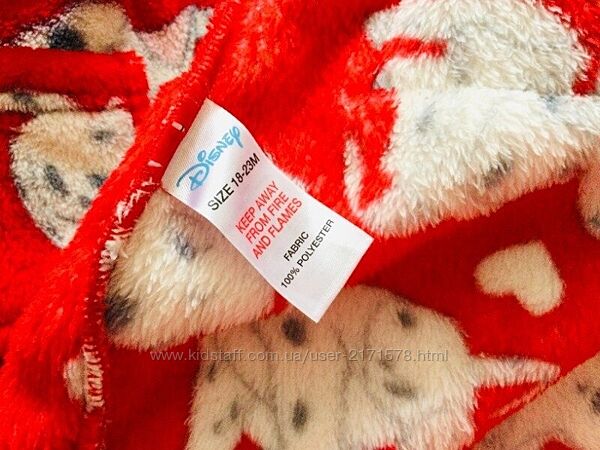 Disney
SIZE 18-23M
KEEP AWAY
FROM FIRE
AND FLAMES
FABRIC
100% POLYESTER
www.kidstaff.com.ua/user-2171578.html